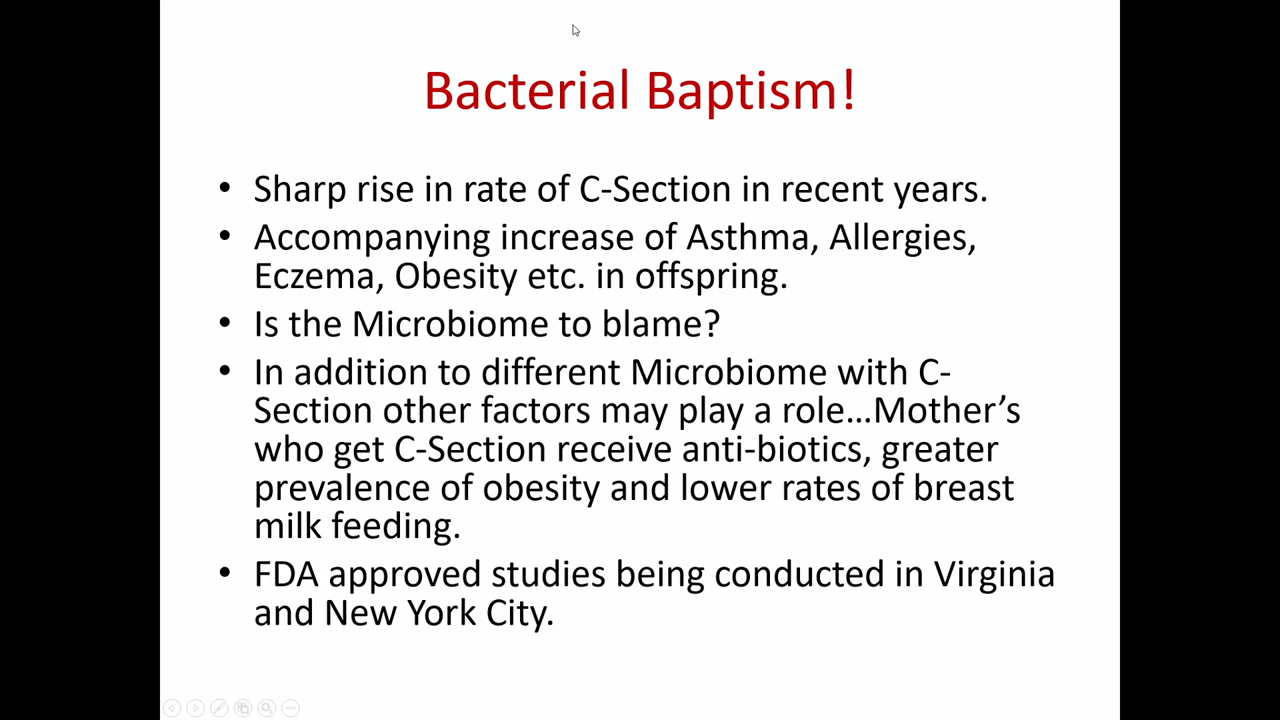 Bacterial Baptism!
• Sharp rise in rate of C-Section in recent years.
• Accompanying increase of Asthma, Allergies,
Eczema, Obesity etc. in offspring.
• Is the Microbiome to blame?
• In addition to different Microbiome with C-
Section other factors may play a role…Mother’s
who get C-Section receive anti-biotics, greater
prevalence of obesity and lower rates of breast
milk feeding.
• FDA approved studies being conducted in Virginia
and New York City.